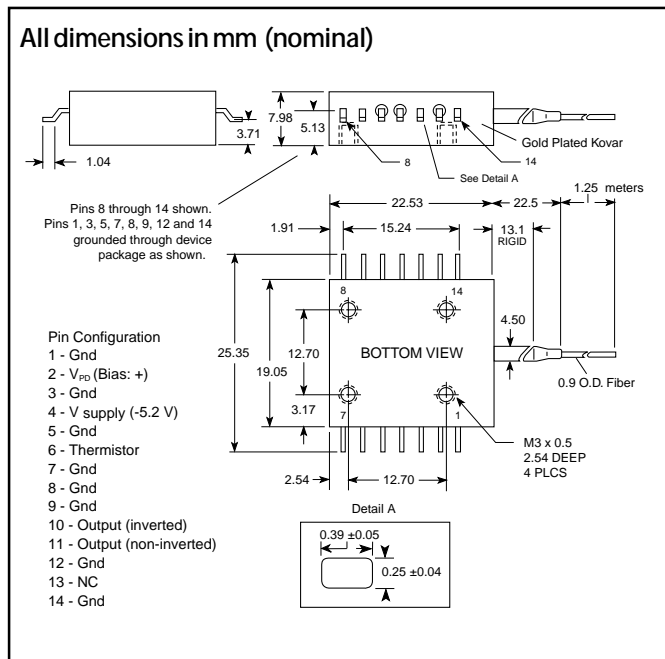 All dimensions in mm (nominal)
7.98
5.13
3.71
1.04
Gold Plated Kovar
8
14
See Detail A
Pins 8 through 14 shown.
Pins 1, 3, 5, 7, 8, 9, 12 and 14
grounded through device
package as shown.
22.53
22.5
1.25 meters
1.91
15.24
13.1
RIGID
8
14
4.50
25.35
12.70
BOTTOM VIEW
19.05
0.9 O.D. Fiber
3.17
7
1
M3 x 0.5
2.54 DEEP
4 PLCS
2.54
12.70
Pin Configuration
1 - Gnd
2 - VPD (Bias: +)
3 - Gnd
4 - V supply (-5.2 V)
5 - Gnd
6 - Thermistor
7 - Gnd
8 - Gnd
9 - Gnd
10 - Output (inverted)
11 - Output (non-inverted)
12 - Gnd
13 - NC
14 - Gnd
Detail A
0.39 ±0.05
0.25 ±0.04